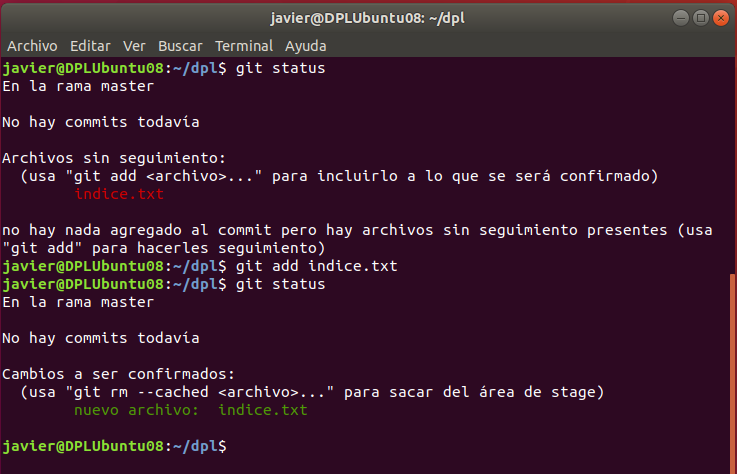 javier@DPLUbuntu08: ~/dpl
Archivo Editar Ver Buscar Terminal Ayuda
javier@DPLUbuntu08:~/dpl$ git status
En la rama master
No hay commits todavía
Archivos sin seguimiento:
(usa "git add <archivo>..." para incluirlo a lo que se será confirmado)
indice.txt
no hay nada agregado al commit pero hay archivos sin seguimiento presentes (usa
"git add" para hacerles seguimiento)
javier@DPLUbuntu08:~/dpl$ git add indice.txt
javier@DPLUbuntu08:~/dpl$ git status
En la rama master
No hay commits todavía
Cambios a ser confirmados:
(usa "git rm --cached <archivo>..." para sacar del área de stage)
nuevo archivo:  indice.txt
javier@DPLUbuntu08:~/dpl$